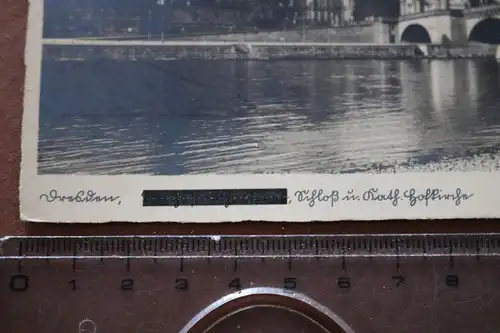 Dresden, , Schloß u. Kath. Hofkirche
0 1 2 3 4 5 6 7 8